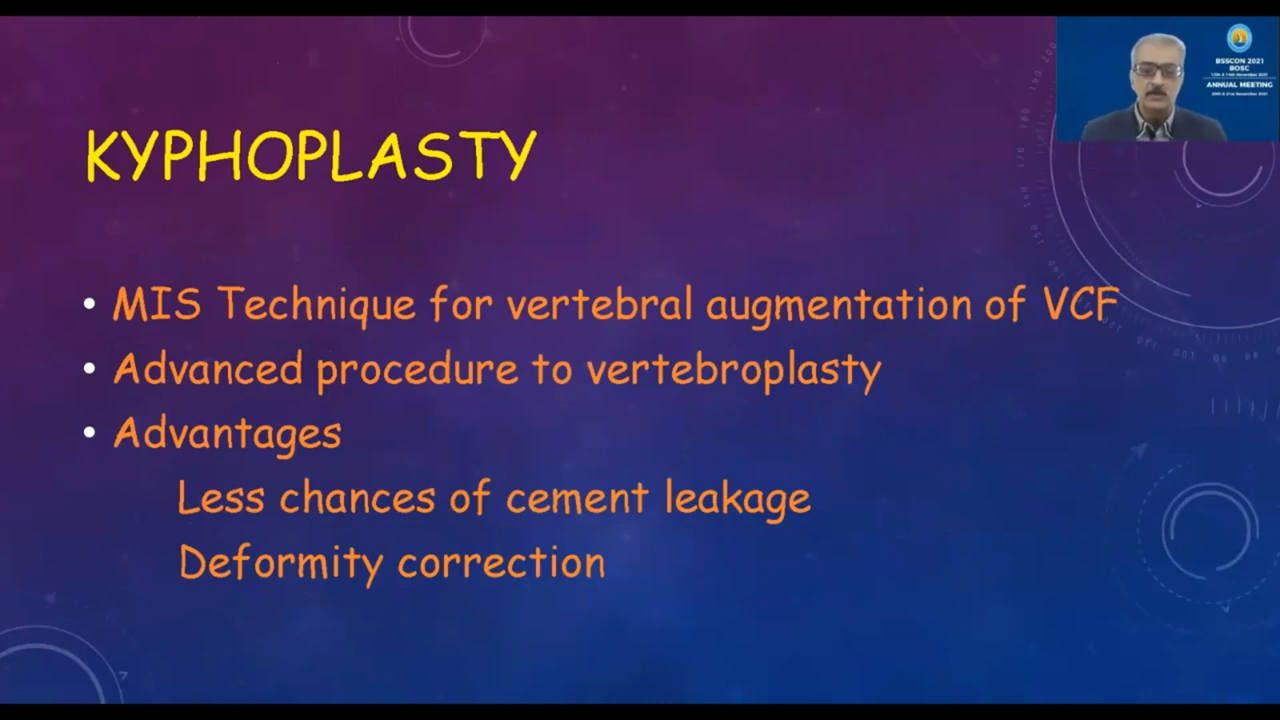 KYPHOPLASTY
• MIS Technique for vertebral augmentation of VCF
• Advanced procedure to vertebroplasty
• Advantages
Less chances of cement leakage
Deformity correction
BSSCON 2021
BOSC
ANNUAL MEETING